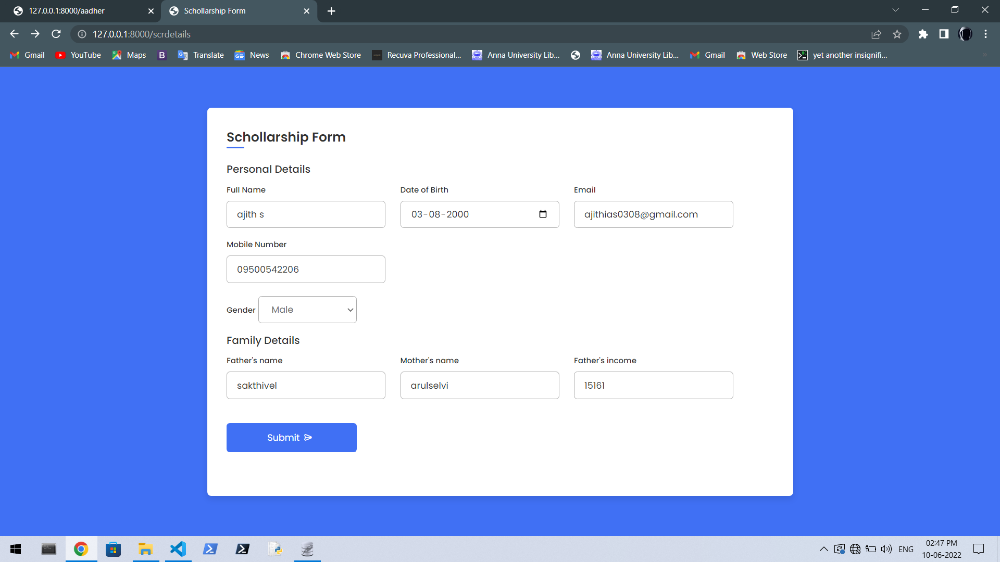 127.0.0.1:8000/aadher
Schollarship Form
127.0.0.1:8000/scrdetails
Gmail YouTube Maps B Translate News Chrome Web Store Recuva Professional... Anna University Lib... Anna University Lib... Gmail Web Store yet another insignifi...
Schollarship Form
Personal Details
Full Name Date of Birth Email
ajith s 03-08-2000 ajithias0308@gmail.com
Mobile Number
09500542206
Gender Male
Family Details
Father's name Mother's name Father's income
sakthivel arulselvi 15161
Submit
ENG
02:47 PM
10-06-2022